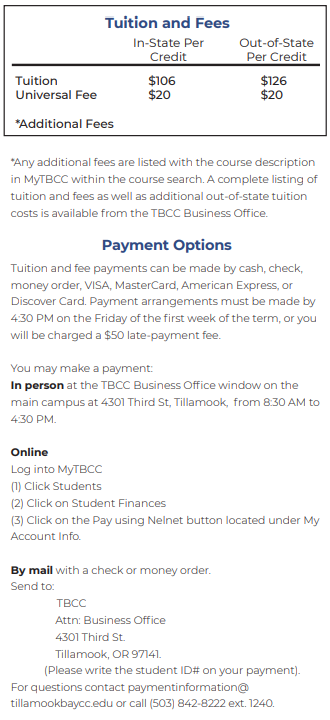 Tuition and Fees
In-State Per Credit
Out-of-State Per Credit
Tuition $106 $126
Universal Fee $20 $20
*Additional Fees
*Any additional fees are listed with the course description
in MyTBCC within the course search. A complete listing of
tuition and fees as well as additional out-of-state tuition
costs is available from the TBCC Business Office.
Payment Options
Tuition and fee payments can be made by cash, check,
money order, VISA, MasterCard, American Express, or
Discover Card. Payment arrangements must be made by
4:30 PM on the Friday of the first week of the term, or you
will be charged a $50 late-payment fee.
You may make a payment:
In person at the TBCC Business Office window on the
main campus at 4301 Third St, Tillamook, from 8:30 AM to
4:30 PM.
Online
Log into MyTBCC
(1) Click Students
(2) Click on Student Finances
(3) Click on the Pay using Nelnet button located under My
Account Info.
By mail with a check or money order.
Send to:
TBCC
Attn: Business Office
4301 Third St.
Tillamook, OR 97141.
(Please write the student ID# on your payment).
For questions contact paymentinformation@
tillamookbaycc.edu or call (503) 842-8222 ext. 1240.